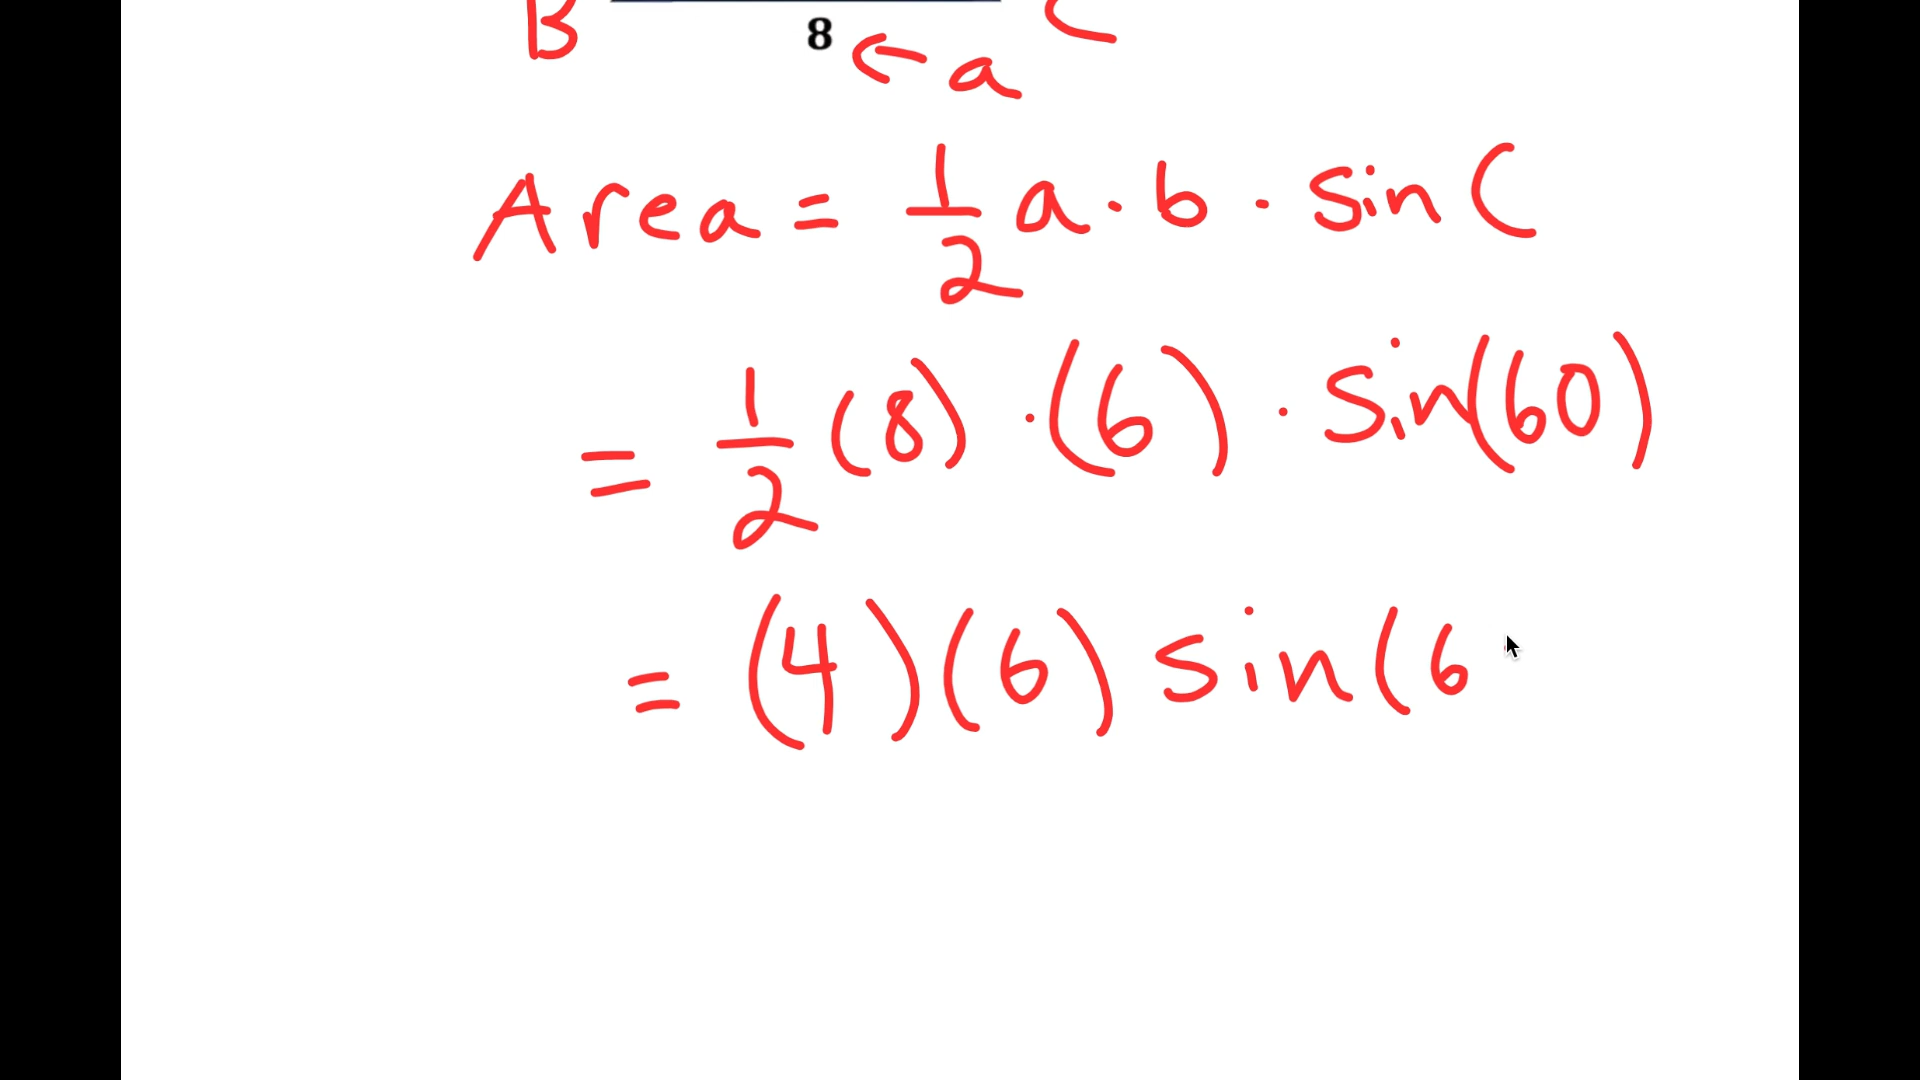 B 8 ← a C
Area = 1/2 a · b · sin C
= 1/2 (8) · (6) · sin(60)
= (4)(6) sin(6